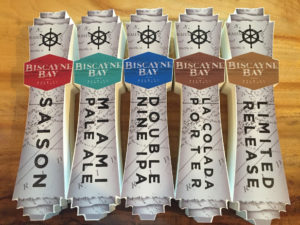 BISCAYNE BAY
SAISON
BISCAYNE BAY
MIAMI
PALE ALE
BISCAYNE BAY
DOUBLE
NINE IPA
BISCAYNE BAY
LA COLADA
PORTER
BISCAYNE BAY
LIMITED
RELEASE